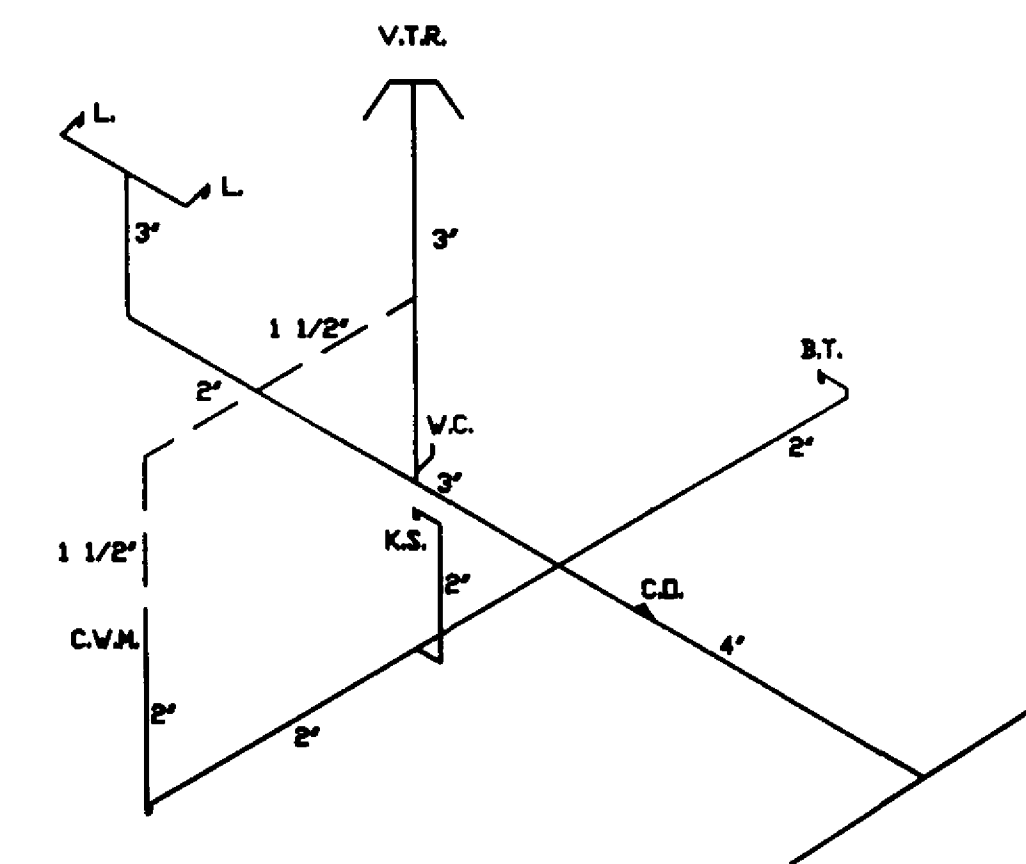 V.T.R.
L.
L.
3"
3"
1 1/2"
B.T.
2"
W.C.
2"
3"
K.S.
1 1/2"
2"
C.O.
C.W.M.
4"
2"
2"